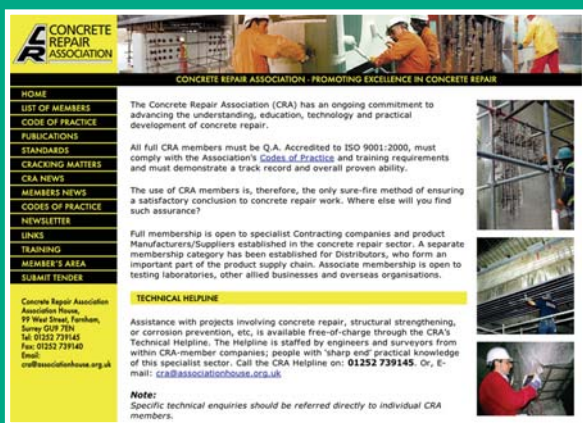 CONCRETE
REPAIR
ASSOCIATION
CONCRETE REPAIR ASSOCIATION - PROMOTING EXCELLENCE IN CONCRETE REPAIR
HOME
LIST OF MEMBERS
CODE OF PRACTICE
PUBLICATIONS
STANDARDS
CRACKING MATTERS
CRA NEWS
MEMBERS NEWS
CODES OF PRACTICE
NEWSLETTER
LINKS
TRAINING
MEMBER'S AREA
SUBMIT TENDER
Concrete Repair Association
Association House,
99 West Street, Farnham,
Surrey GU9 7EN
Tel: 01252 739145
Fax: 01252 739140
Email:
cra@associationhouse.org.uk
The Concrete Repair Association (CRA) has an ongoing commitment to
advancing the understanding, education, technology and practical
development of concrete repair.
All full CRA members must be Q.A. Accredited to ISO 9001:2000, must
comply with the Association's Codes of Practice and training requirements
and must demonstrate a track record and overall proven ability.
The use of CRA members is, therefore, the only sure-fire method of ensuring
a satisfactory conclusion to concrete repair work. Where else will you find
such assurance?
Full membership is open to specialist Contracting companies and product
Manufacturers/Suppliers established in the concrete repair sector. A separate
membership category has been established for Distributors, who form an
important part of the product supply chain. Associate membership is open to
testing laboratories, other allied businesses and overseas organisations.
TECHNICAL HELPLINE
Assistance with projects involving concrete repair, structural strengthening,
or corrosion prevention, etc, is available free-of-charge through the CRA's
Technical Helpline. The Helpline is staffed by engineers and surveyors from
within CRA-member companies; people with 'sharp end' practical knowledge
of this specialist sector. Call the CRA Helpline on: 01252 739145. Or, E-
mail: cra@associationhouse.org.uk
Note:
Specific technical enquiries should be referred directly to individual CRA
members.